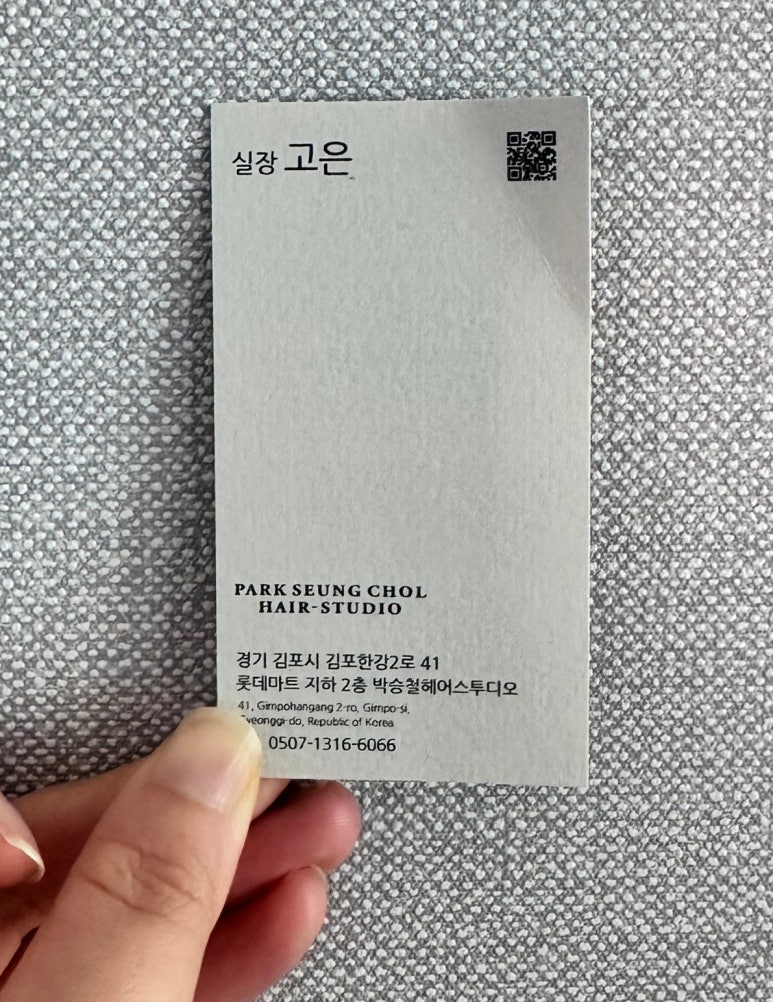 실장 고은
PARK SEUNG CHOL
HAIR-STUDIO
경기 김포시 김포한강2로 41
롯데마트 지하 2층 박승철헤어스투디오
41, Gimpohangang 2-ro, Gimpo-si,
Gyeonggi-do, Republic of Korea
0507-1316-6066